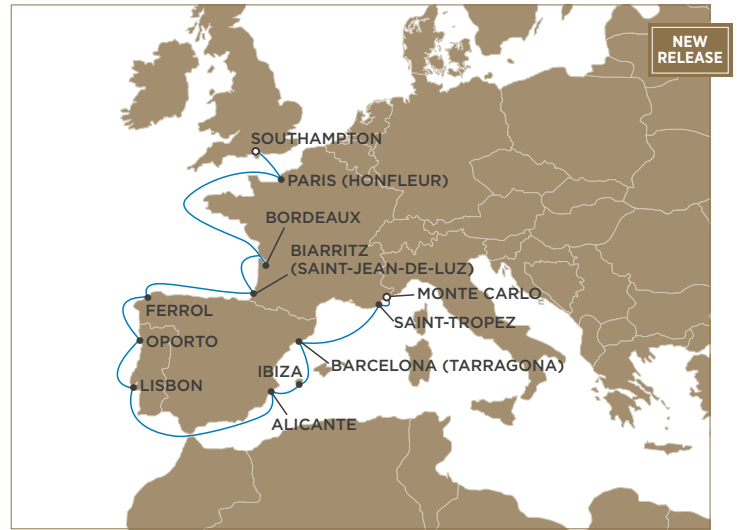 NEW
RELEASE
SOUTHAMPTON
PARIS (HONFLEUR)
BORDEAUX
BIARRITZ
(SAINT-JEAN-DE-LUZ)
MONTE CARLO
FERROL
SAINT-TROPEZ
OPORTO
BARCELONA (TARRAGONA)
IBIZA
LISBON
ALICANTE